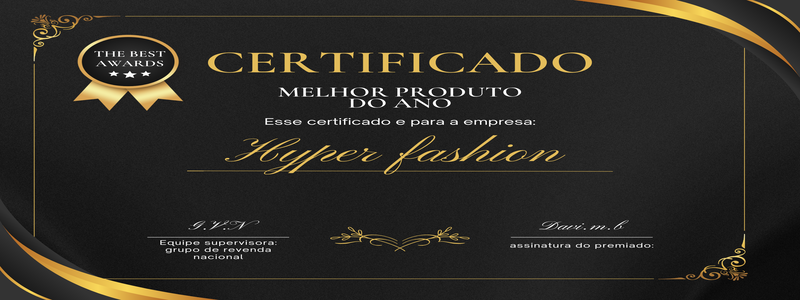 THE BEST
AWARDS
CERTIFICADO
MELHOR PRODUTO
DO ANO
Esse certificado e para a empresa:
Hyper fashion
Davi.m.b
Equipe supervisora:
grupo de revenda
nacional
assinatura do premiado: